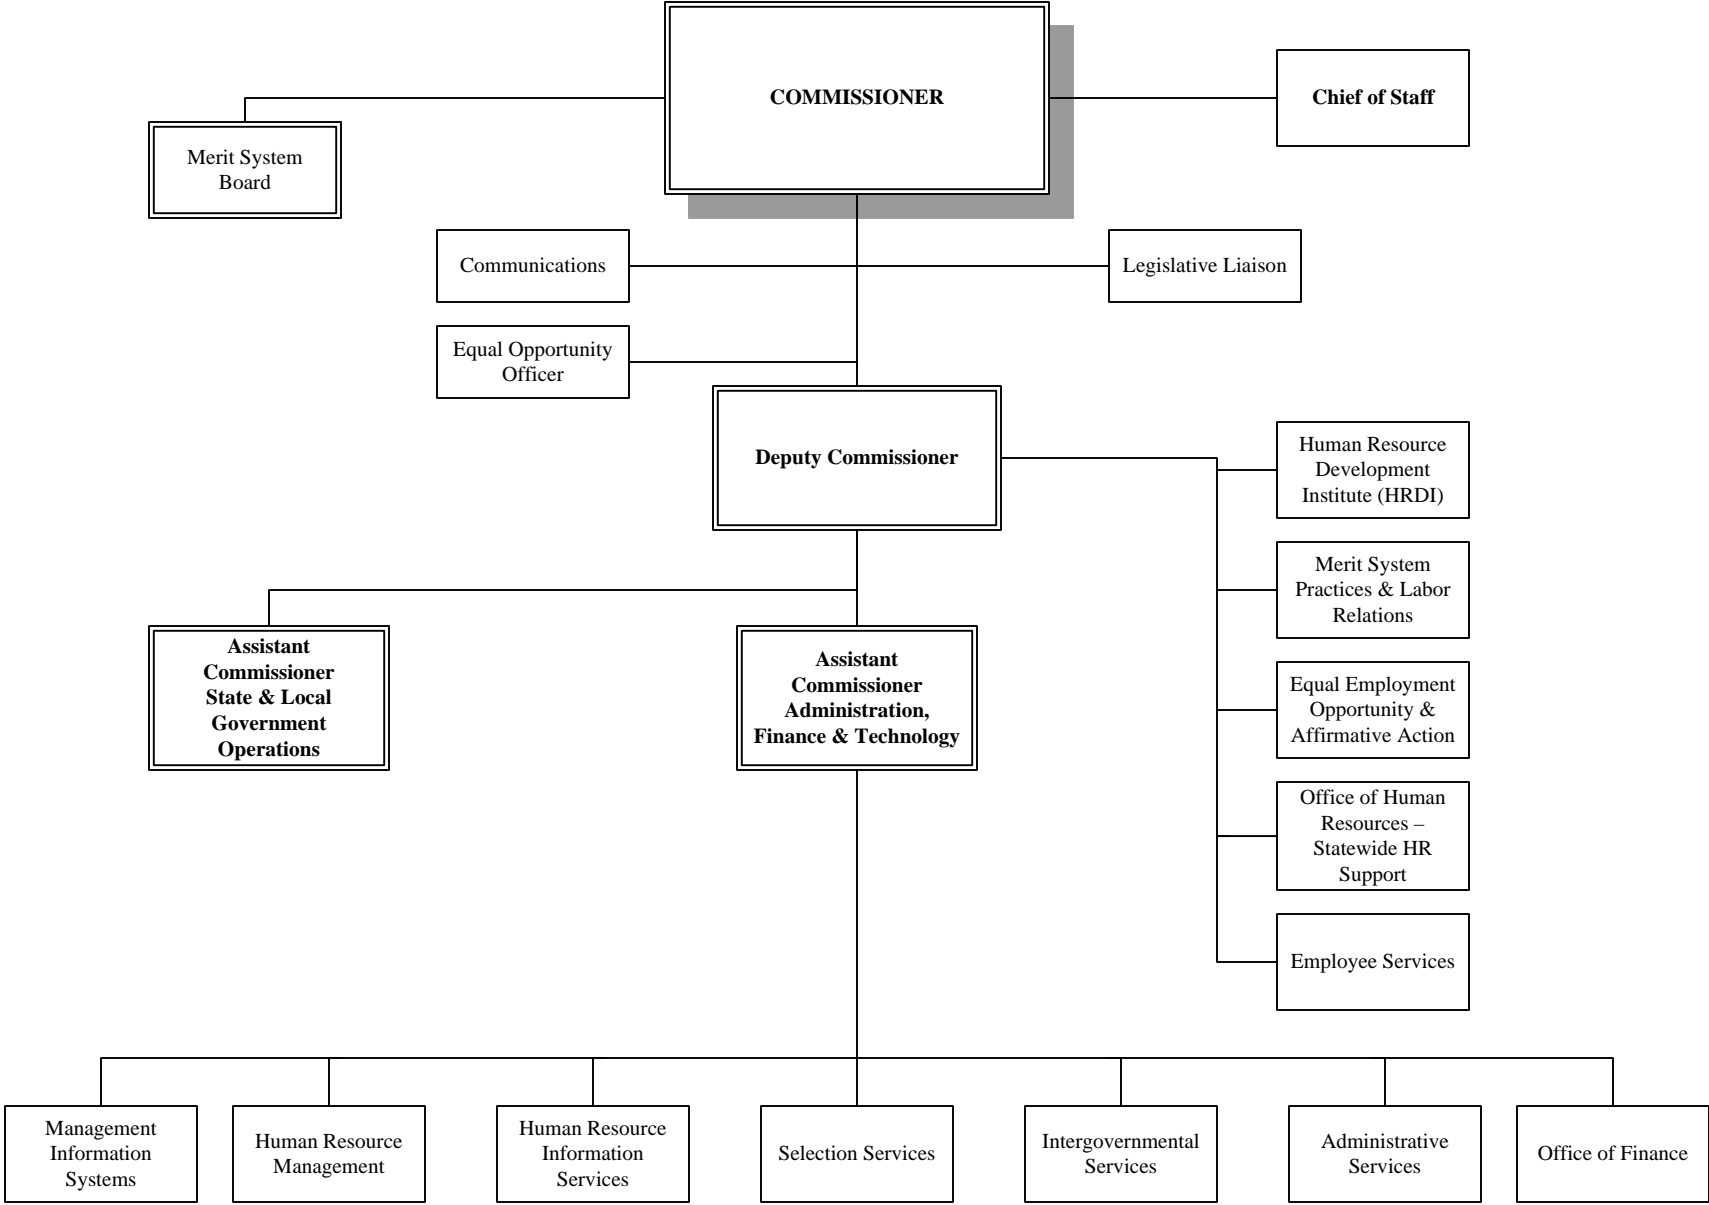 COMMISSIONER
Chief of Staff
Merit System
Board
Communications
Legislative Liaison
Equal Opportunity
Officer
Deputy Commissioner
Human Resource
Development
Institute (HRDI)
Merit System
Practices & Labor
Relations
Equal Employment
Opportunity &
Affirmative Action
Office of Human
Resources –
Statewide HR
Support
Employee Services
Assistant
Commissioner
State & Local
Government
Operations
Assistant
Commissioner
Administration,
Finance & Technology
Management
Information
Systems
Human Resource
Management
Human Resource
Information
Services
Selection Services
Intergovernmental
Services
Administrative
Services
Office of Finance